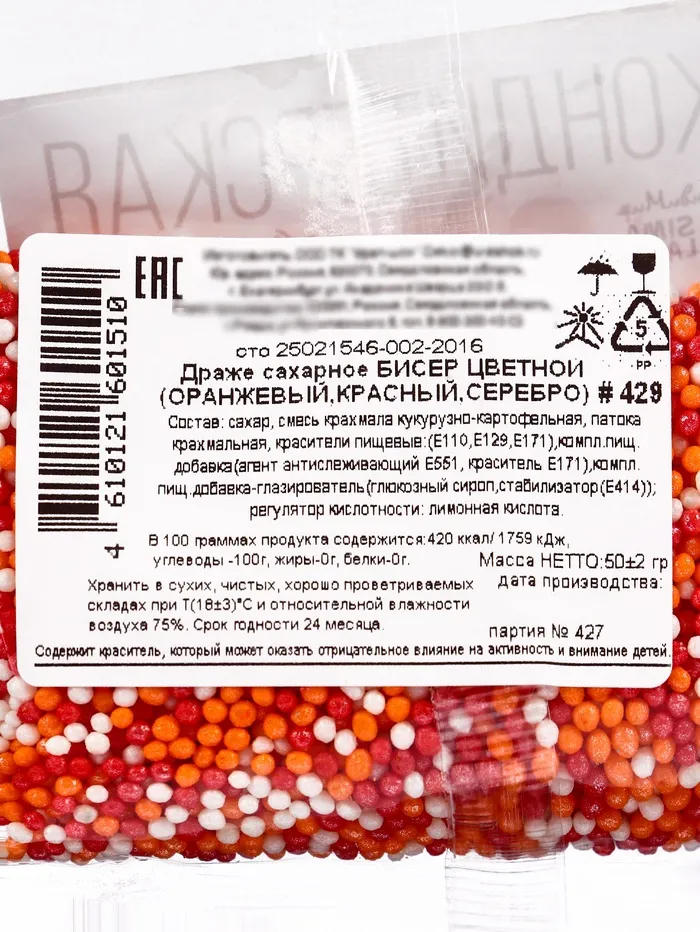 КОНДИ
СКАЯ
SIMA
EAC
5
PP
4 610121 601510
сто 25021546-002-2016
Драже сахарное БИСЕР ЦВЕТНОЙ
(ОРАНЖЕВЫЙ,КРАСНЫЙ,СЕРЕБРО) # 429
Состав: сахар, смесь крахмала кукурузно-картофельная, патока
крахмальная, красители пищевые:(Е110,Е129,Е171),компл.пищ.
добавка(агент антислеживающий Е551, краситель Е171),компл.
пищ.добавка-глазирователь(глюкозный сироп,стабилизатор(Е414));
регулятор кислотности: лимонная кислота.
В 100 граммах продукта содержится:420 ккал/ 1759 кДж,
углеводы -100г, жиры-0г, белки-0г.
Масса НЕТТО:50±2 гр
дата производства:
Хранить в сухих, чистых, хорошо проветриваемых
складах при Т(18±3)°С и относительной влажности
воздуха 75%. Срок годности 24 месяца.
партия № 427
Содержит краситель, который может оказать отрицательное влияние на активность и внимание детей.